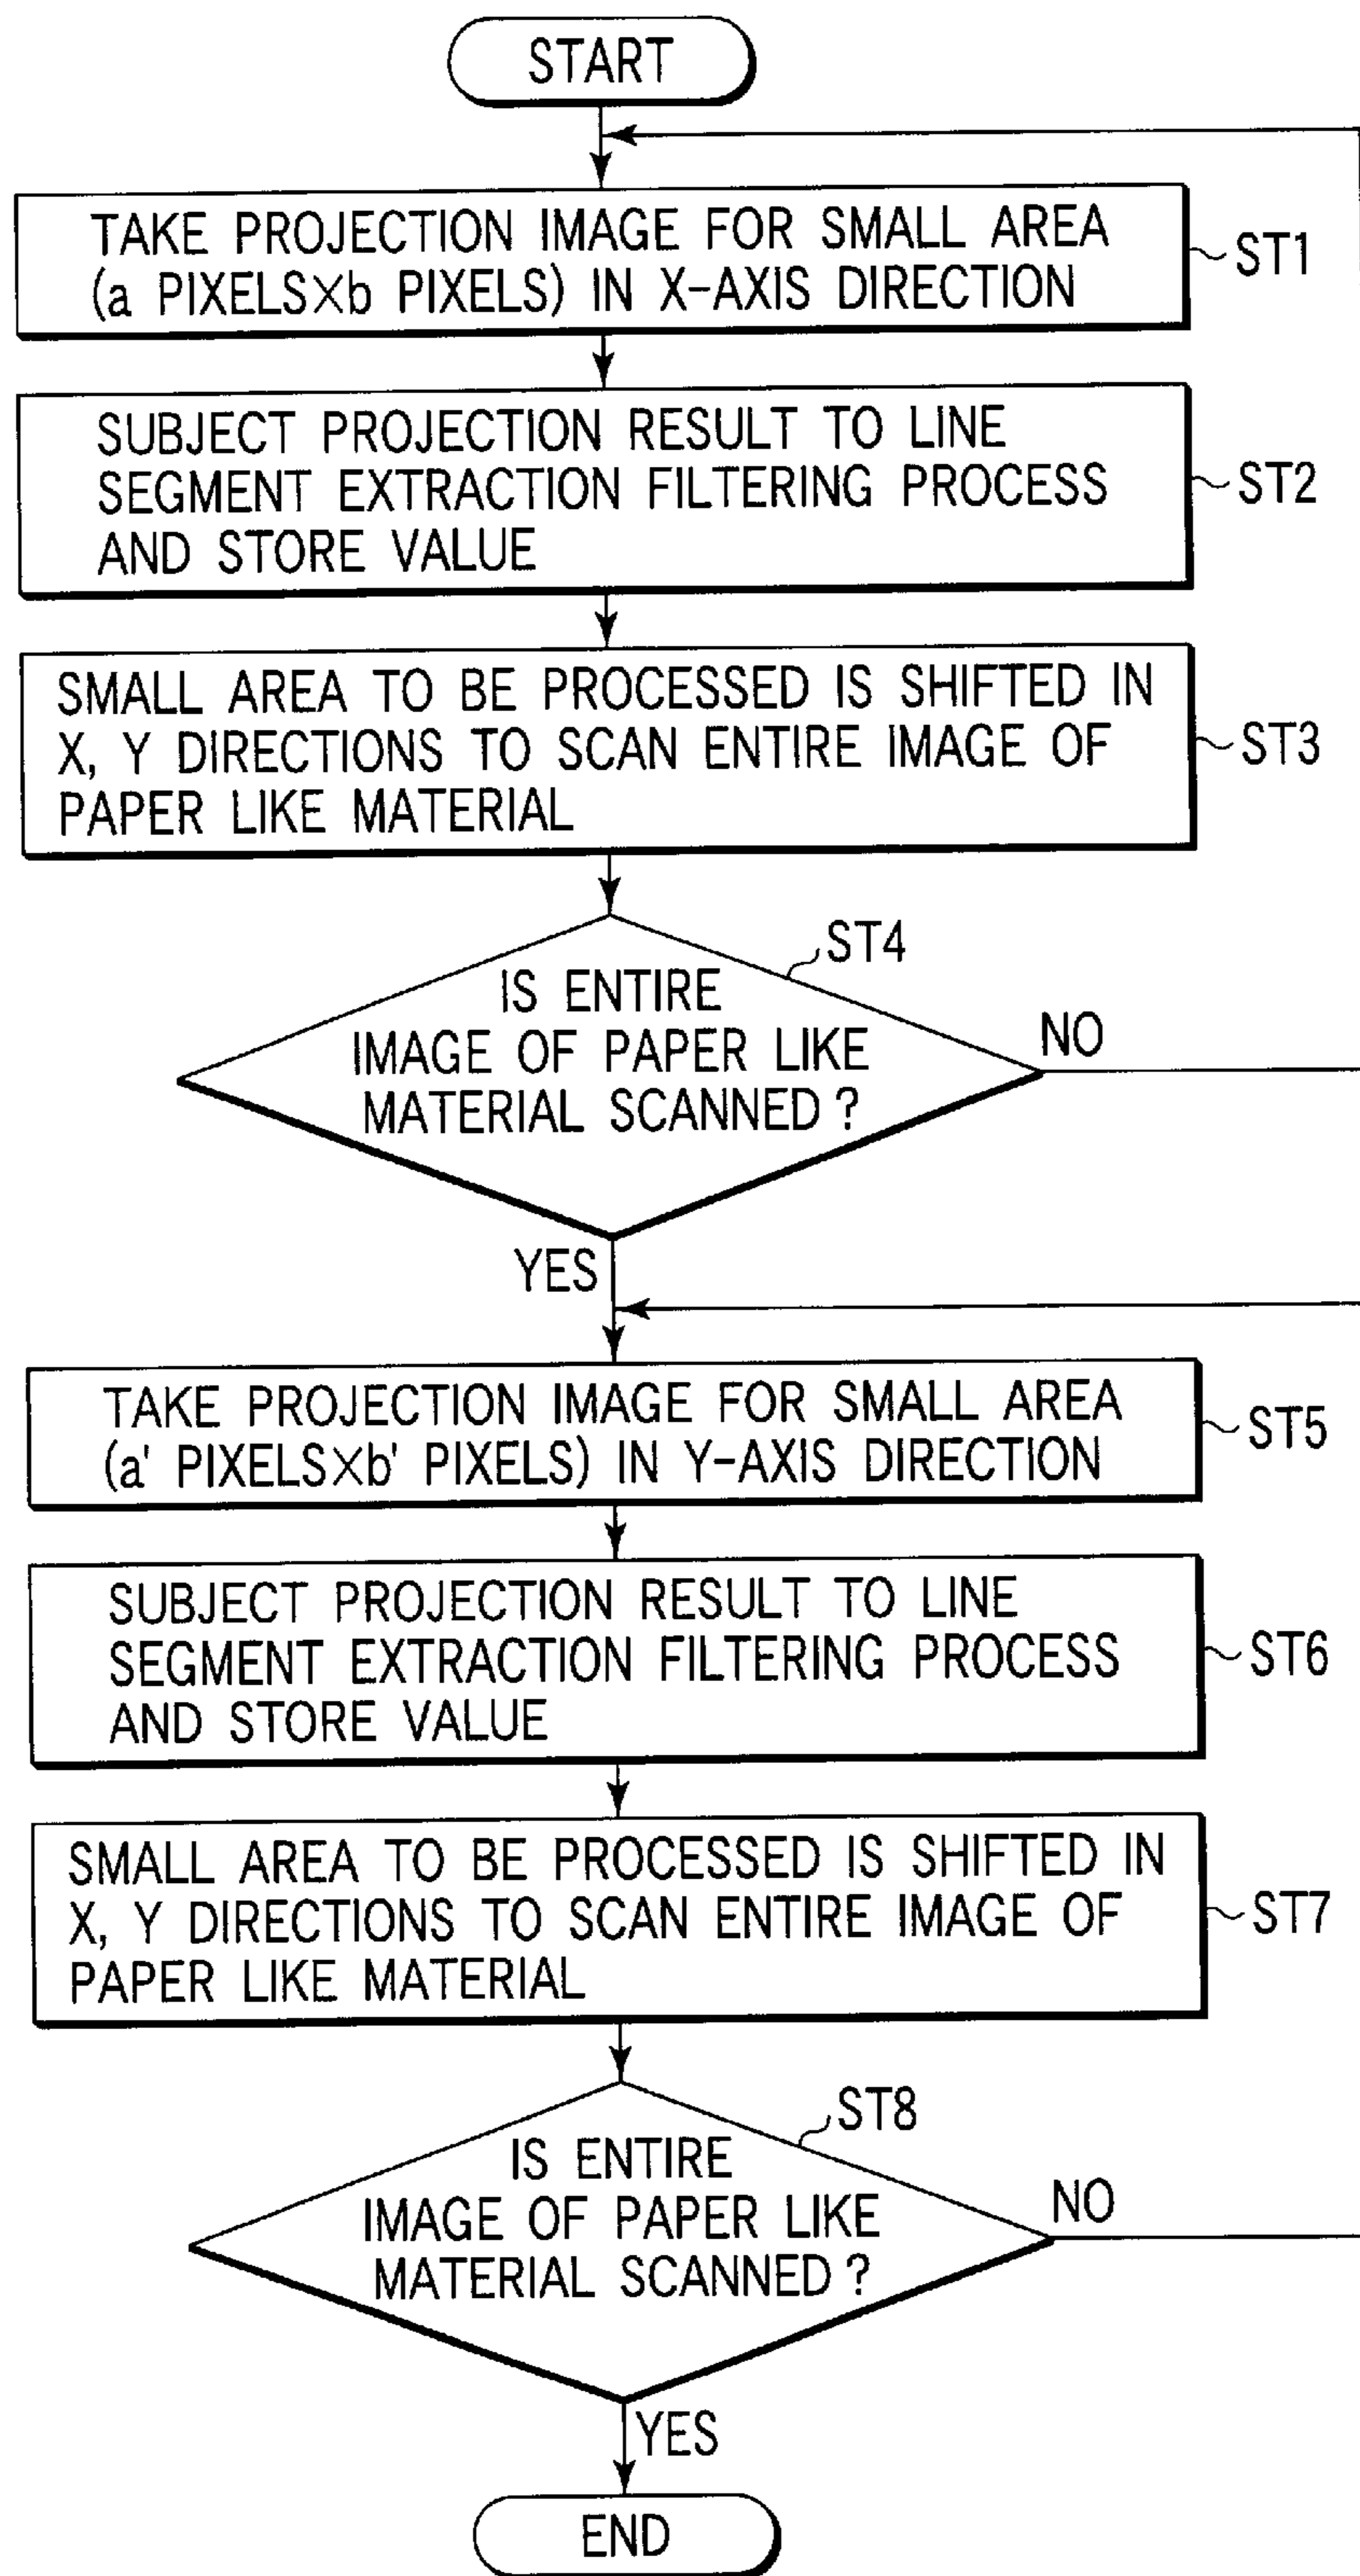 START
TAKE PROJECTION IMAGE FOR SMALL AREA
(a PIXELS×b PIXELS) IN X-AXIS DIRECTION
ST1
SUBJECT PROJECTION RESULT TO LINE
SEGMENT EXTRACTION FILTERING PROCESS
AND STORE VALUE
ST2
SMALL AREA TO BE PROCESSED IS SHIFTED IN
X, Y DIRECTIONS TO SCAN ENTIRE IMAGE OF
PAPER LIKE MATERIAL
ST3
ST4
IS ENTIRE
IMAGE OF PAPER LIKE
MATERIAL SCANNED ?
NO
YES
TAKE PROJECTION IMAGE FOR SMALL AREA
(a' PIXELS×b' PIXELS) IN Y-AXIS DIRECTION
ST5
SUBJECT PROJECTION RESULT TO LINE
SEGMENT EXTRACTION FILTERING PROCESS
AND STORE VALUE
ST6
SMALL AREA TO BE PROCESSED IS SHIFTED IN
X, Y DIRECTIONS TO SCAN ENTIRE IMAGE OF
PAPER LIKE MATERIAL
ST7
ST8
IS ENTIRE
IMAGE OF PAPER LIKE
MATERIAL SCANNED ?
NO
YES
END